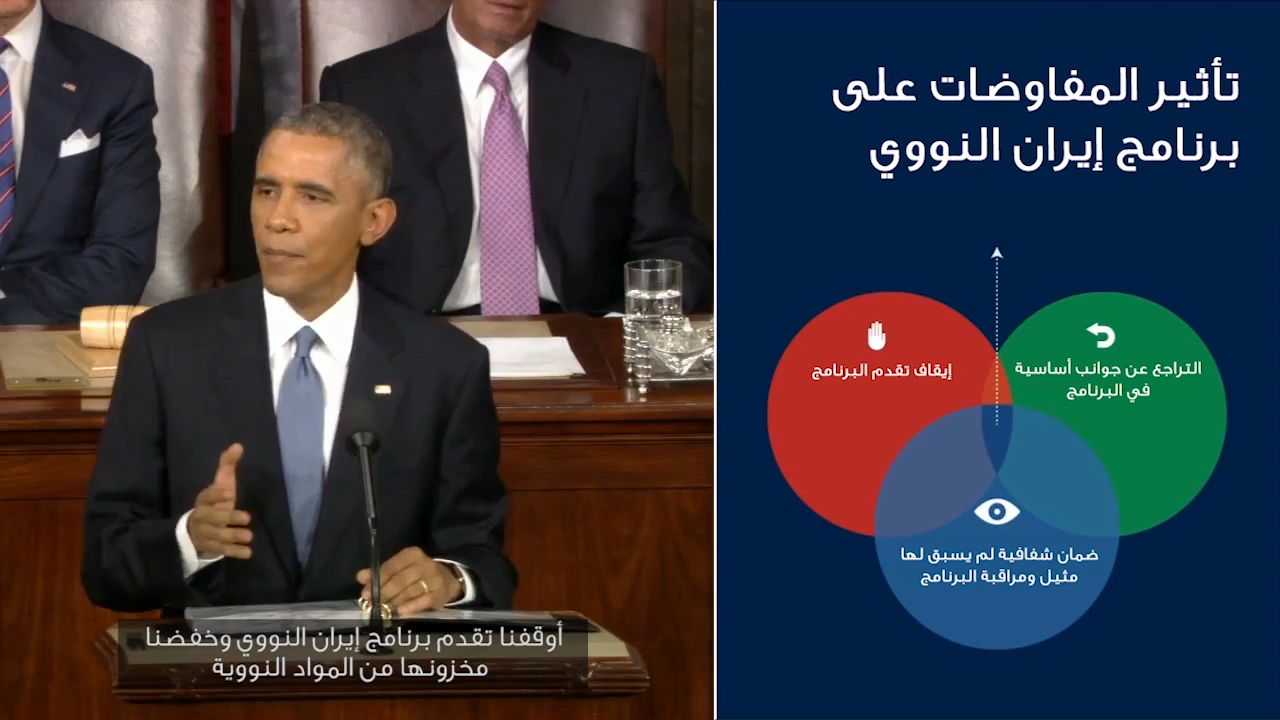 تأثير المفاوضات على
برنامج إيران النووي
إيقاف تقدم البرنامج
التراجع عن جوانب أساسية
في البرنامج
ضمان شفافية لم يسبق لها
مثيل ومراقبة البرنامج
أوقفنا تقدم برنامج إيران النووي وخفضنا
مخزونها من المواد النووية